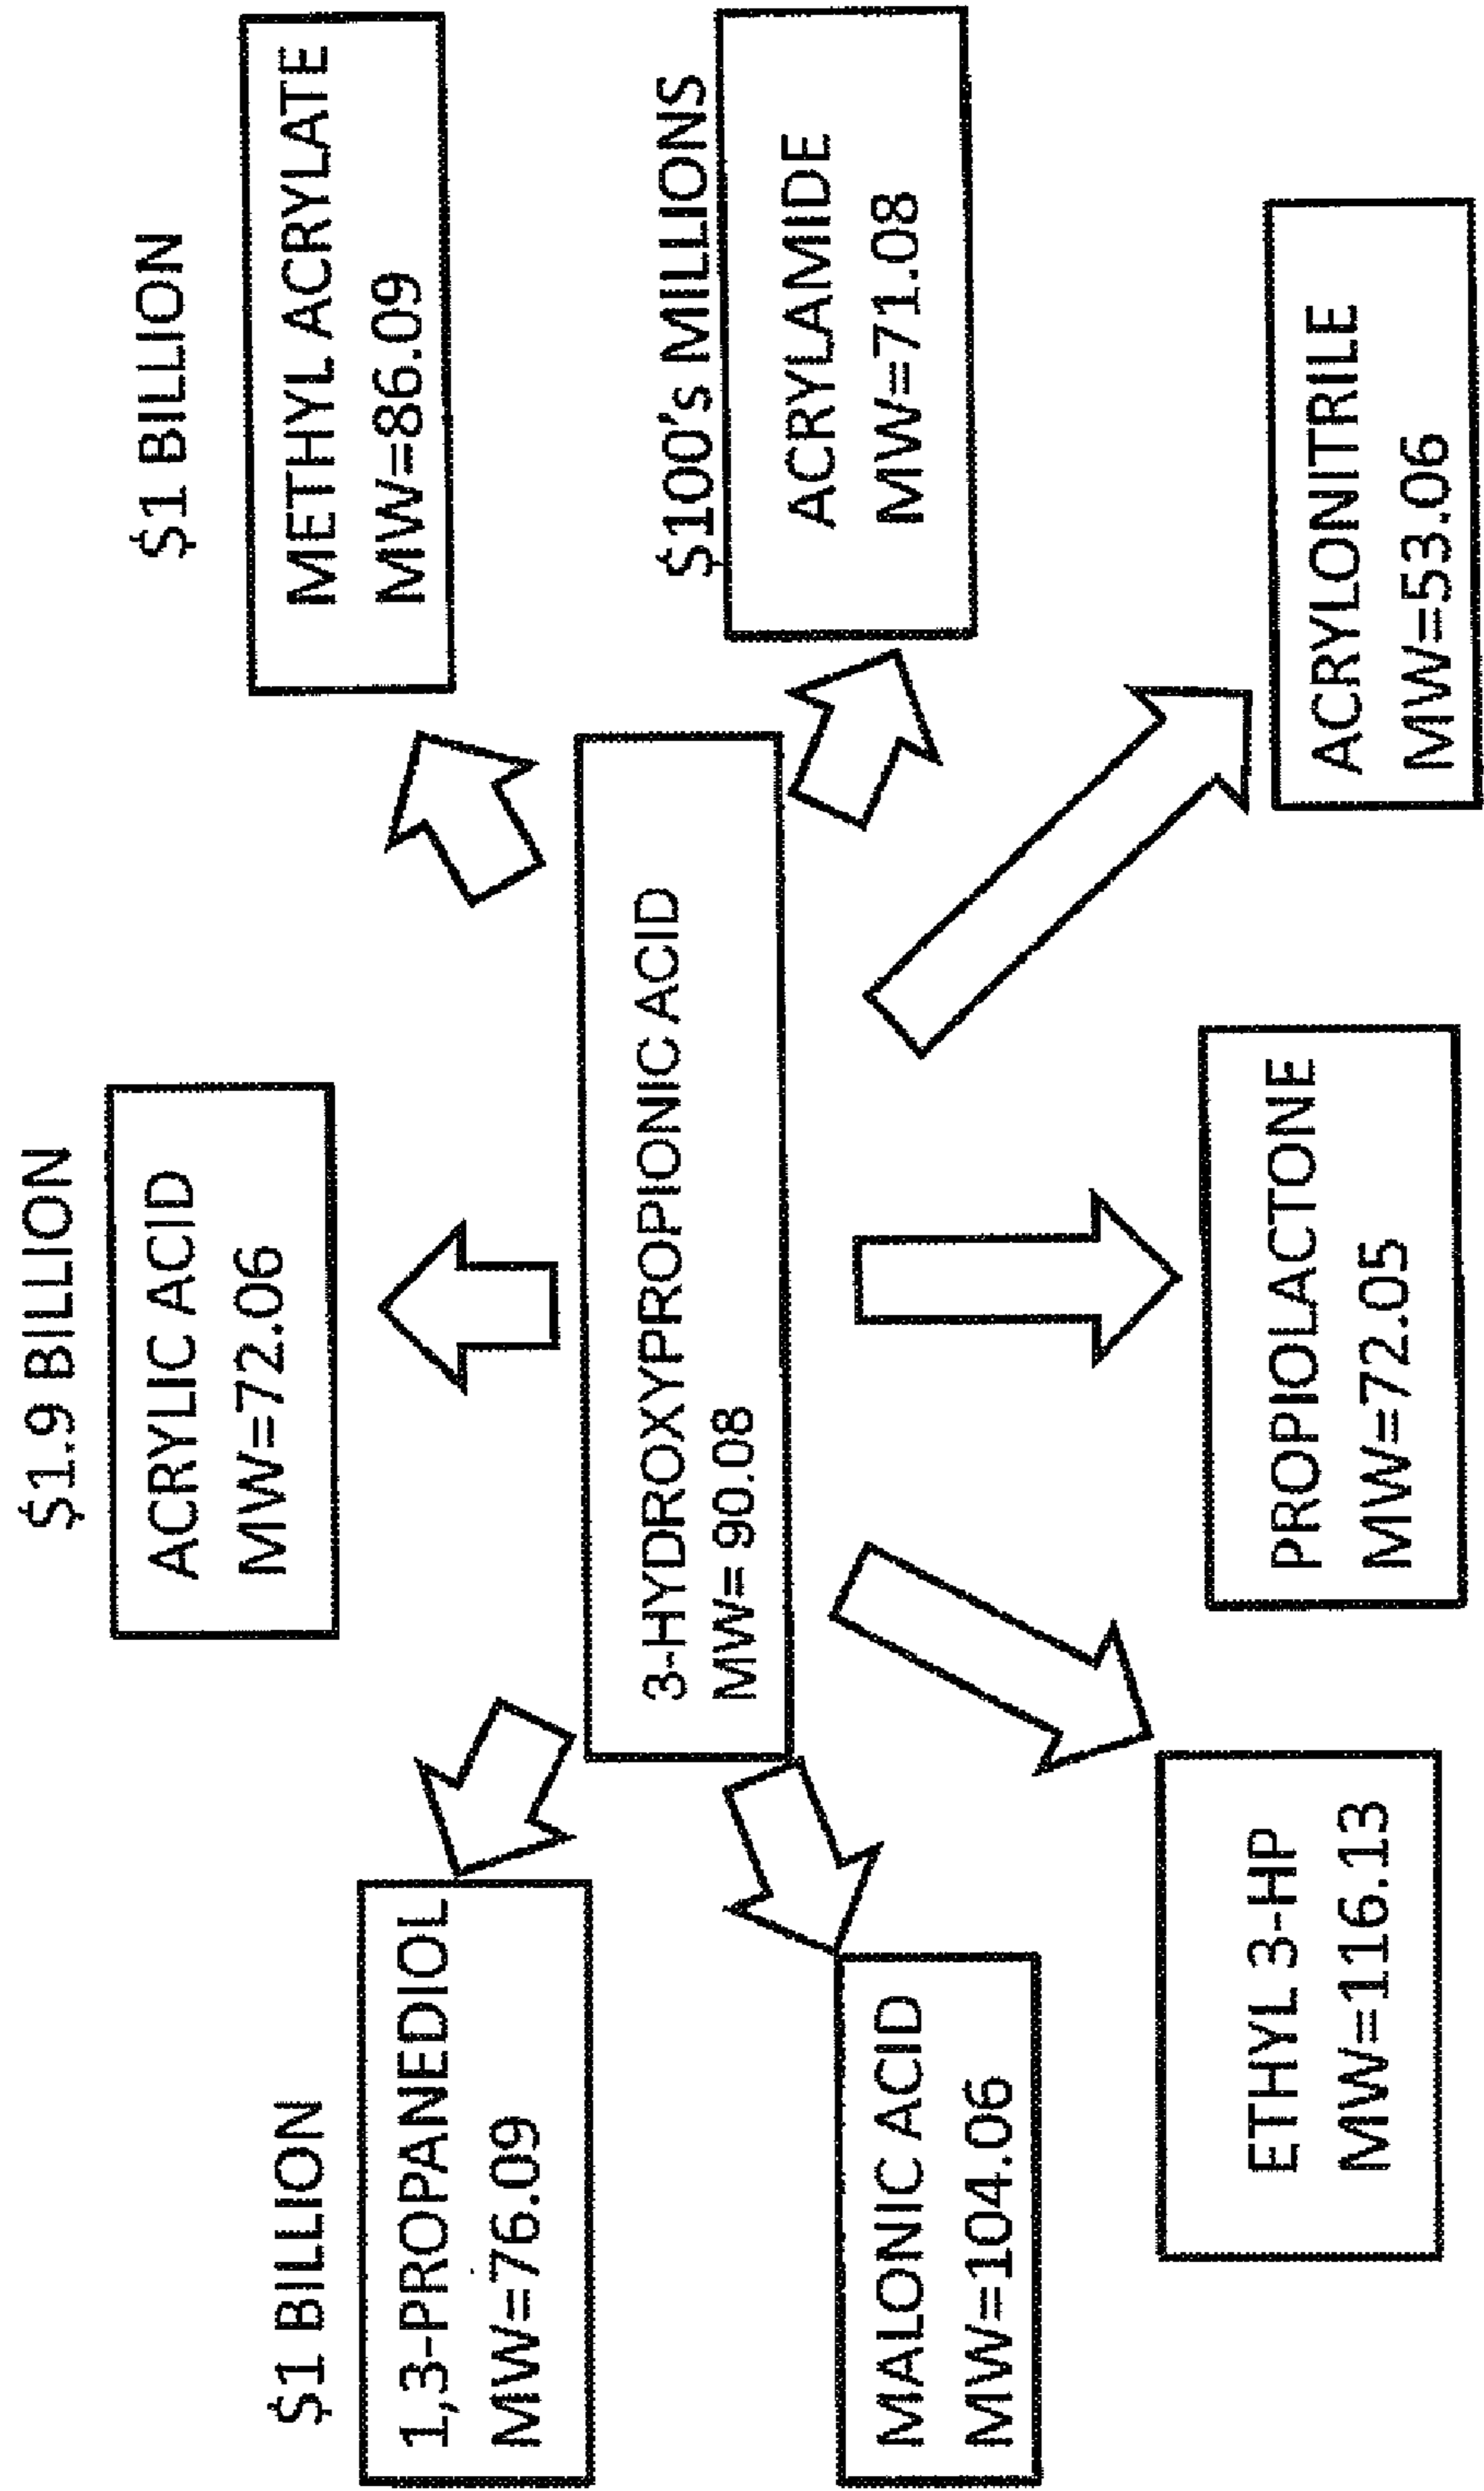 $1.9 BILLION
ACRYLIC ACID
MW=72.06
$1 BILLION
METHYL ACRYLATE
MW=86.09
$1 BILLION
1,3-PROPANEDIOL
MW=76.09
3-HYDROXYPROPIONIC ACID
MW= 90.08
$100's MILLIONS
ACRYLAMIDE
MW=71.08
MALONIC ACID
MW=104.06
ETHYL 3-HP
MW=116.13
PROPIOLACTONE
MW=72.05
ACRYLONITRILE
MW=53.06